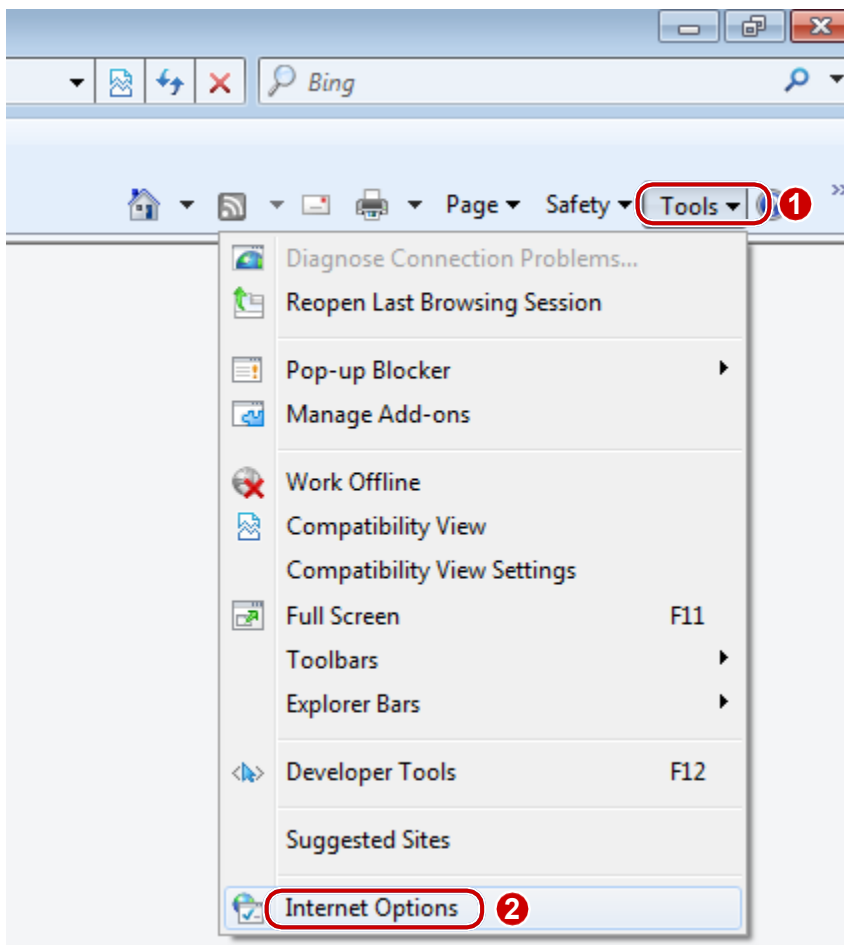 Bing
Page Safety Tools 1 »
Diagnose Connection Problems...
Reopen Last Browsing Session
Pop-up Blocker
Manage Add-ons
Work Offline
Compatibility View
Compatibility View Settings
Full Screen F11
Toolbars
Explorer Bars
Developer Tools F12
Suggested Sites
Internet Options 2